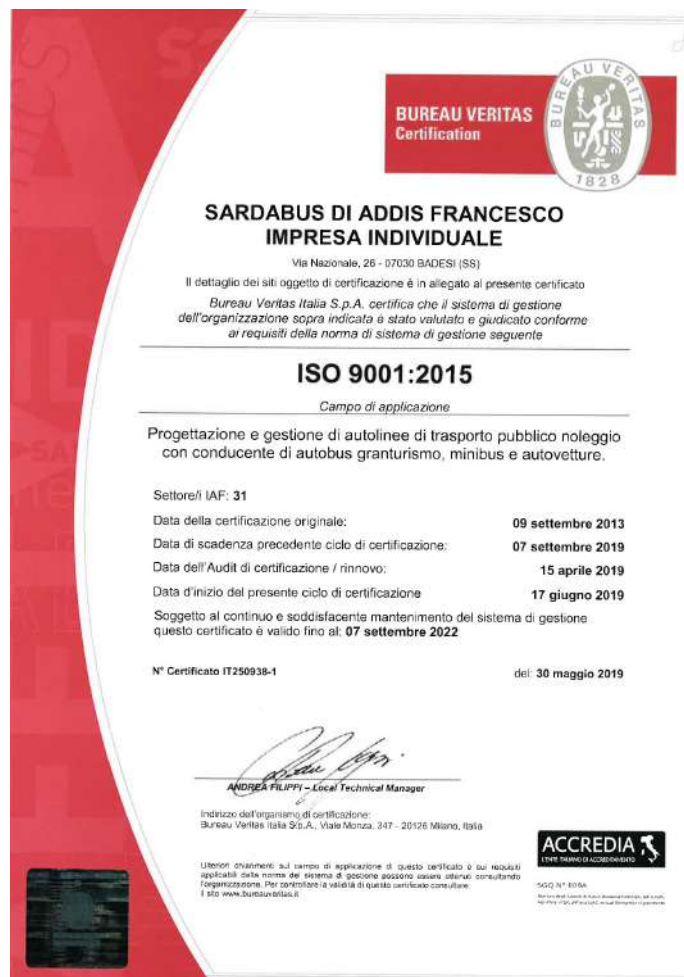 BUREAU VERITAS
Certification
BUREAU VERITAS
1828
SARDABUS DI ADDIS FRANCESCO
IMPRESA INDIVIDUALE
Via Nazionale, 26 - 07030 BADESI (SS)
Il dettaglio dei siti oggetto di certificazione è in allegato al presente certificato
Bureau Veritas Italia S.p.A. certifica che il sistema di gestione
dell'organizzazione sopra indicata è stato valutato e giudicato conforme
ai requisiti della norma di sistema di gestione seguente
ISO 9001:2015
Campo di applicazione
Progettazione e gestione di autolinee di trasporto pubblico noleggio
con conducente di autobus granturismo, minibus e autovetture.
Settore/i IAF: 31
Data della certificazione originale: 09 settembre 2013
Data di scadenza precedente ciclo di certificazione: 07 settembre 2019
Data dell'Audit di certificazione / rinnovo: 15 aprile 2019
Data d'inizio del presente ciclo di certificazione 17 giugno 2019
Soggetto al continuo e soddisfacente mantenimento del sistema di gestione
questo certificato è valido fino al: 07 settembre 2022
N° Certificato IT250938-1 del: 30 maggio 2019
ANDREA FILIPPI – Local Technical Manager
Indirizzo dell'organismo di certificazione:
Bureau Veritas Italia S.p.A., Viale Monza, 347 - 20126 Milano, Italia
Ulteriori chiarimenti sul campo di applicazione di questo certificato e sui requisiti
applicabili della norma del sistema di gestione possono essere ottenuti consultando
l'organizzazione. Per controllare la validità di questo certificato consultare
il sito www.bureauveritas.it
ACCREDIA
L'ENTE ITALIANO DI ACCREDITAMENTO
SGQ N°